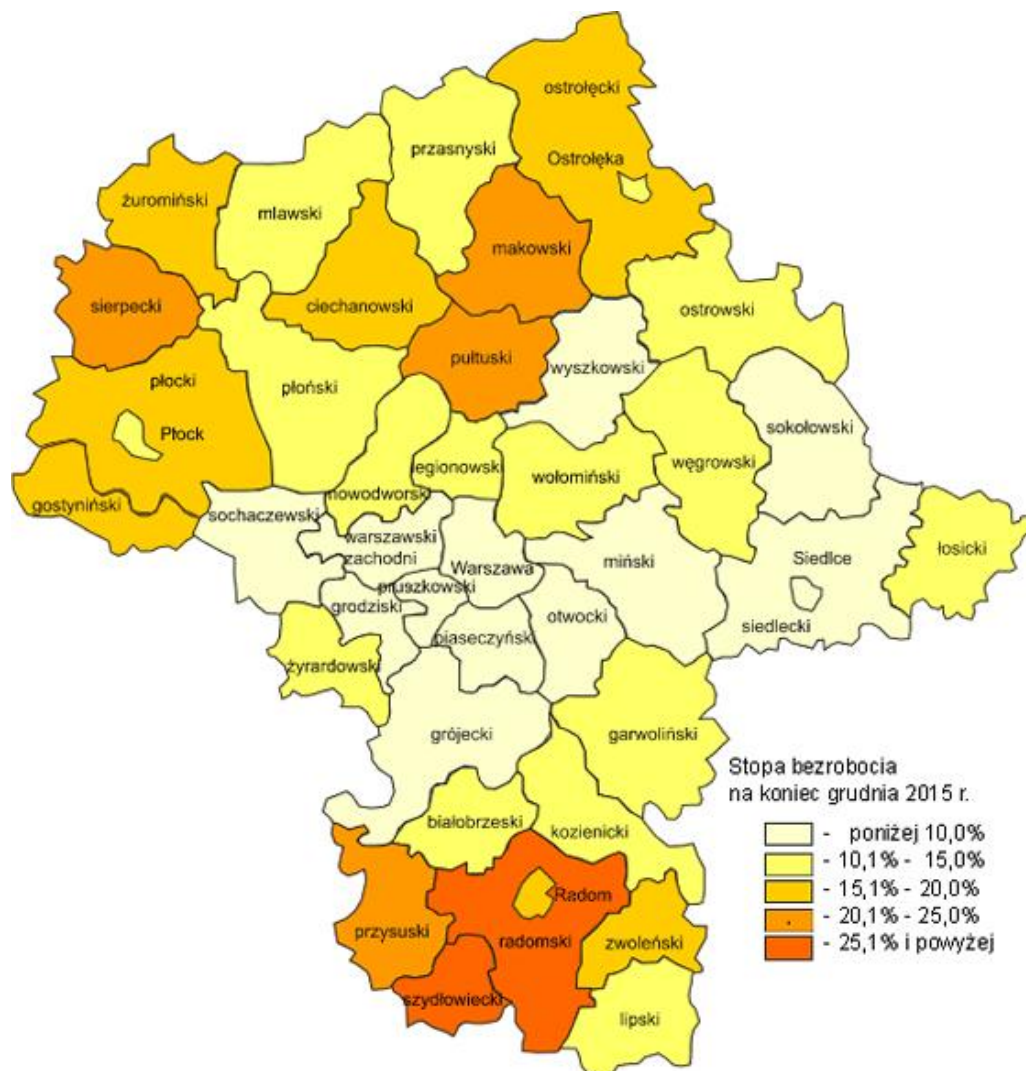 ostrołęcki
przasnyski
Ostrołęka
żuromiński
mlawski
makowski
sierpecki
ciechanowski
ostrowski
pułtuski
wyszkowski
płocki
płoński
sokołowski
Płock
legionowski
wołomiński
węgrowski
nowodworski
gostyniński
sochaczewski
warszawski
zachodni
Warszawa
miński
Siedlce
łosicki
pruszkowski
grodziski
otwocki
siedlecki
piaseczyński
żyrardowski
grójecki
garwoliński
białobrzeski
kozienicki
Radom
przysuski
radomski
zwoleński
szydłowiecki
lipski
Stopa bezrobocia
na koniec grudnia 2015 r.
- poniżej 10,0%
- 10,1% - 15,0%
- 15,1% - 20,0%
- 20,1% - 25,0%
- 25,1% i powyżej